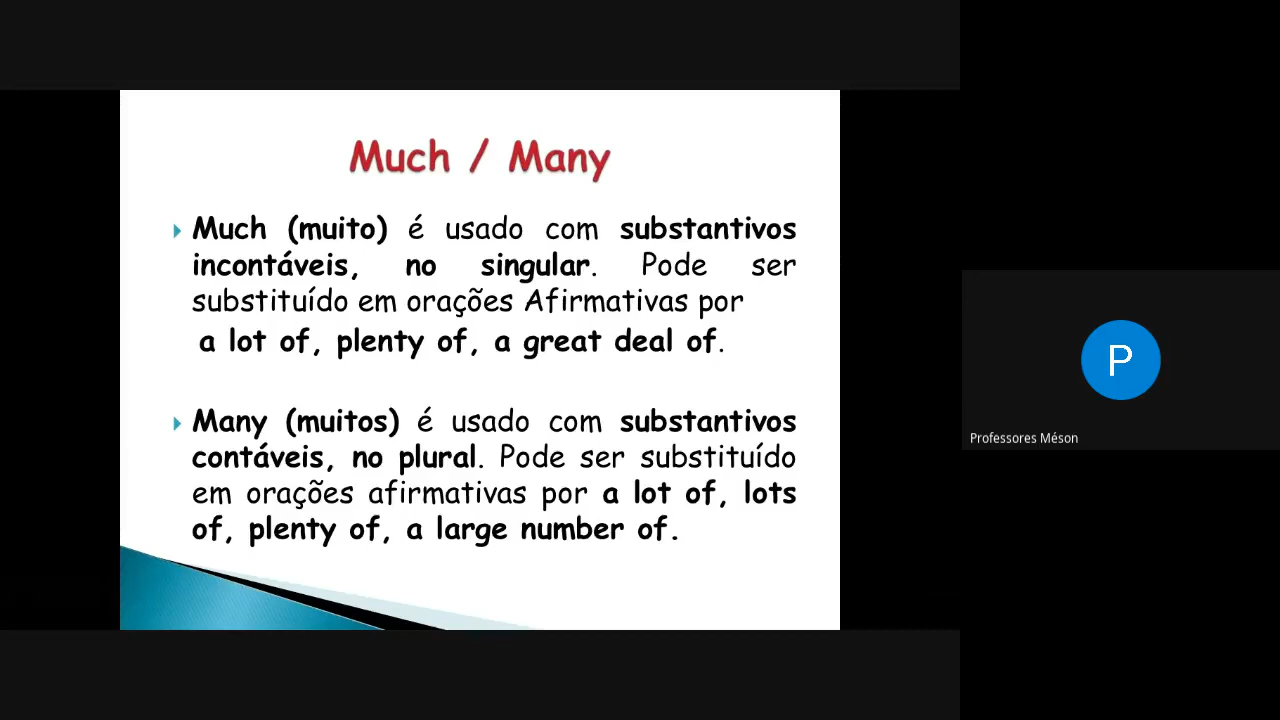 Much / Many
Much (muito) é usado com substantivos
incontáveis, no singular. Pode ser
substituído em orações Afirmativas por
a lot of, plenty of, a great deal of.
Many (muitos) é usado com substantivos
contáveis, no plural. Pode ser substituído
em orações afirmativas por a lot of, lots
of, plenty of, a large number of.
P
Professores Méson